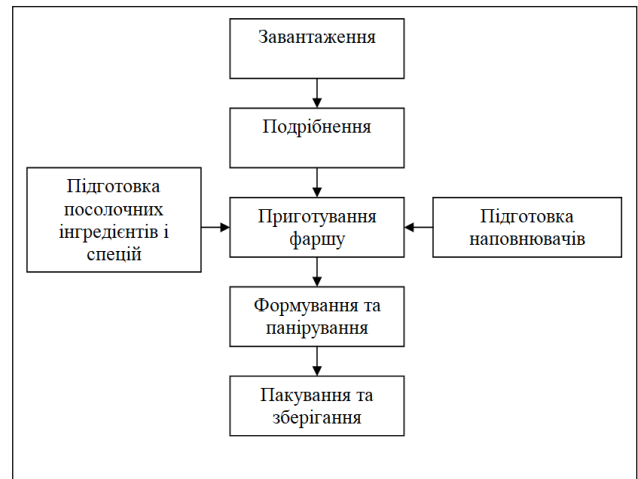 Завантаження
Подрібнення
Підготовка
посолочних
інгредієнтів і
спецій
Приготування
фаршу
Підготовка
наповнювачів
Формування та
панірування
Пакування та
зберігання